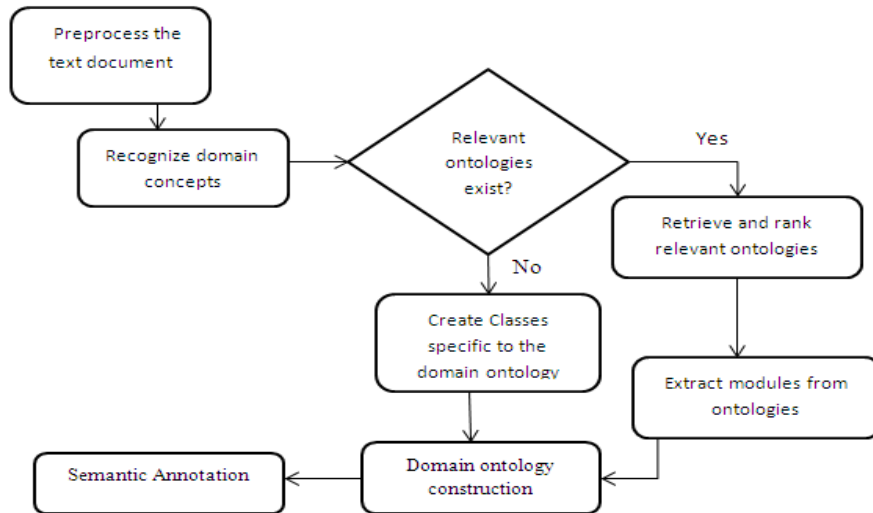 Preprocess the
text document
Recognize domain
concepts
Relevant
ontologies
exist?
Yes
Retrieve and rank
relevant ontologies
No
Create Classes
specific to the
domain ontology
Extract modules from
ontologies
Domain ontology
construction
Semantic Annotation